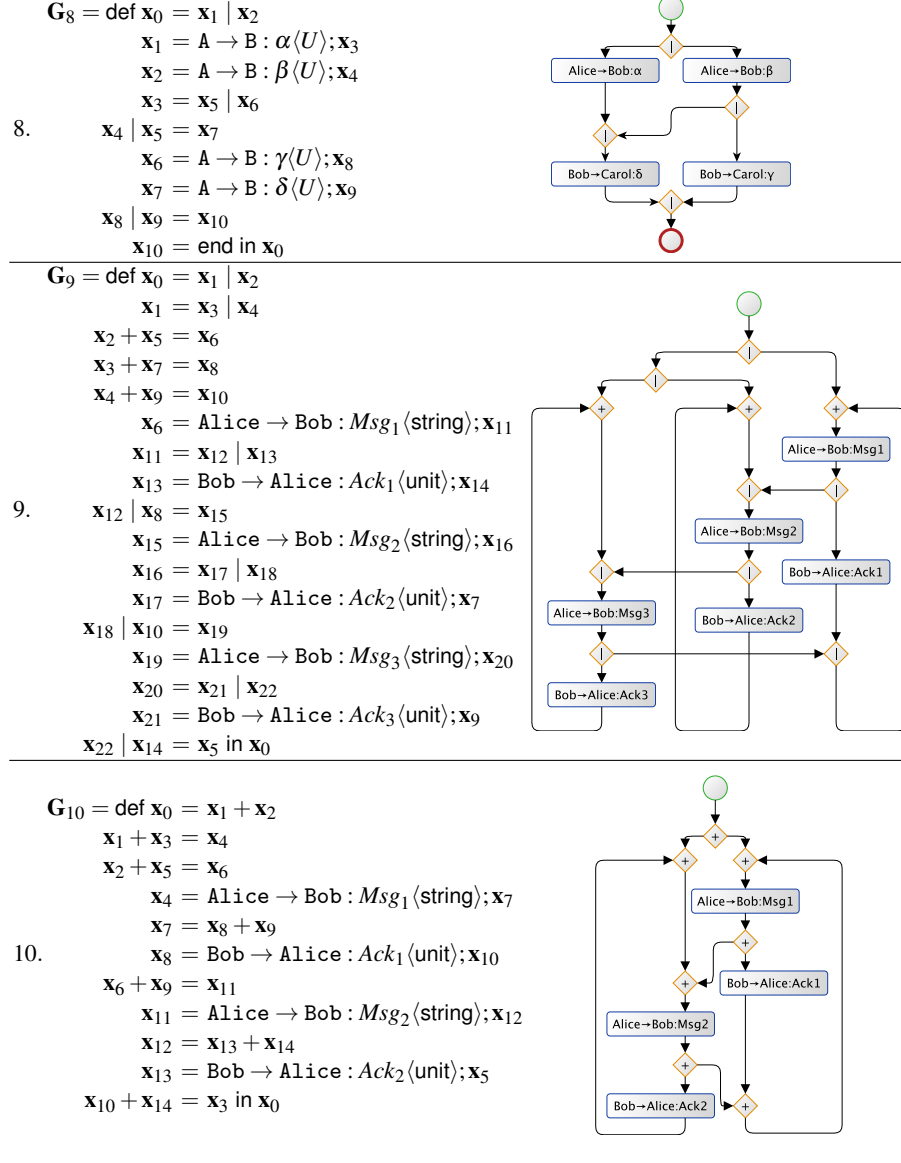 G8 = def x0 = x1 | x2
x1 = A → B : α⟨U⟩;x3
x2 = A → B : β⟨U⟩;x4
x3 = x5 | x6
8.
x4 | x5 = x7
x6 = A → B : γ⟨U⟩;x8
x7 = A → B : δ⟨U⟩;x9
x8 | x9 = x10
x10 = end in x0
|
Alice→Bob:α
Alice→Bob:β
|
|
Bob→Carol:δ
Bob→Carol:γ
|
G9 = def x0 = x1 | x2
x1 = x3 | x4
x2 + x5 = x6
x3 + x7 = x8
x4 + x9 = x10
x6 = Alice → Bob : Msg1⟨string⟩;x11
x11 = x12 | x13
x13 = Bob → Alice : Ack1⟨unit⟩;x14
9.
x12 | x8 = x15
x15 = Alice → Bob : Msg2⟨string⟩;x16
x16 = x17 | x18
x17 = Bob → Alice : Ack2⟨unit⟩;x7
x18 | x10 = x19
x19 = Alice → Bob : Msg3⟨string⟩;x20
x20 = x21 | x22
x21 = Bob → Alice : Ack3⟨unit⟩;x9
x22 | x14 = x5 in x0
|
|
+
+
+
Alice→Bob:Msg1
|
|
Alice→Bob:Msg2
|
|
Bob→Alice:Ack1
Alice→Bob:Msg3
Bob→Alice:Ack2
|
|
Bob→Alice:Ack3
G10 = def x0 = x1 + x2
x1 + x3 = x4
x2 + x5 = x6
x4 = Alice → Bob : Msg1⟨string⟩;x7
x7 = x8 + x9
10.
x8 = Bob → Alice : Ack1⟨unit⟩;x10
x6 + x9 = x11
x11 = Alice → Bob : Msg2⟨string⟩;x12
x12 = x13 + x14
x13 = Bob → Alice : Ack2⟨unit⟩;x5
x10 + x14 = x3 in x0
+
+
+
Alice→Bob:Msg1
+
+
Bob→Alice:Ack1
Alice→Bob:Msg2
+
Bob→Alice:Ack2
+